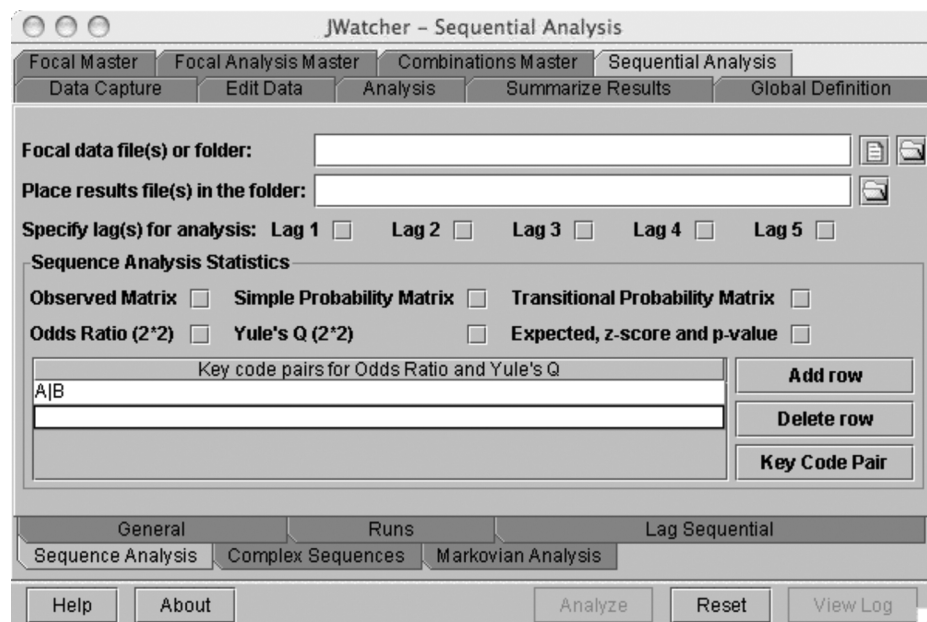 JWatcher – Sequential Analysis
Focal Master Focal Analysis Master Combinations Master Sequential Analysis
Data Capture Edit Data Analysis Summarize Results Global Definition
Focal data file(s) or folder:
Place results file(s) in the folder:
Specify lag(s) for analysis: Lag 1 Lag 2 Lag 3 Lag 4 Lag 5
Sequence Analysis Statistics
Observed Matrix Simple Probability Matrix Transitional Probability Matrix
Odds Ratio (2*2) Yule's Q (2*2) Expected, z-score and p-value
Key code pairs for Odds Ratio and Yule's Q
A|B
Add row
Delete row
Key Code Pair
General Runs Lag Sequential
Sequence Analysis Complex Sequences Markovian Analysis
Help About Analyze Reset View Log